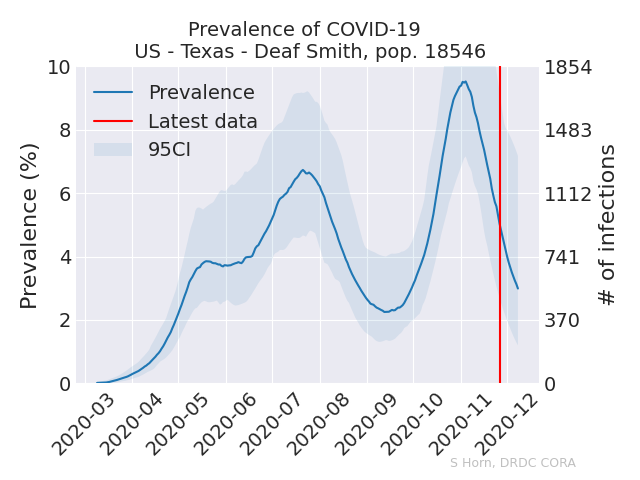 Prevalence of COVID-19
US - Texas - Deaf Smith, pop. 18546
Prevalence (%)
10
8
6
4
2
0
Prevalence
Latest data
95CI
1854
1483
1112
741
370
0
# of infections
2020-03
2020-04
2020-05
2020-06
2020-07
2020-08
2020-09
2020-10
2020-11
2020-12
S Horn, DRDC CORA